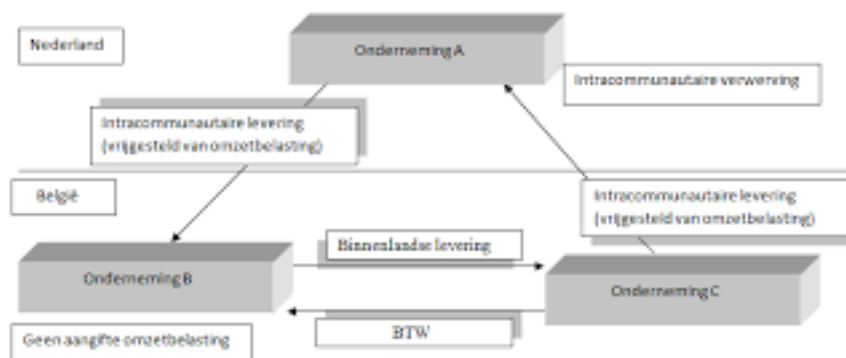 Nederland
Onderneming A
Intracommunautaire verwerving
Intracommunautaire levering
(vrijgesteld van omzetbelasting)
België
Intracommunautaire levering
(vrijgesteld van omzetbelasting)
Binnenlandse levering
Onderneming B
Onderneming C
Geen aangifte omzetbelasting
BTW